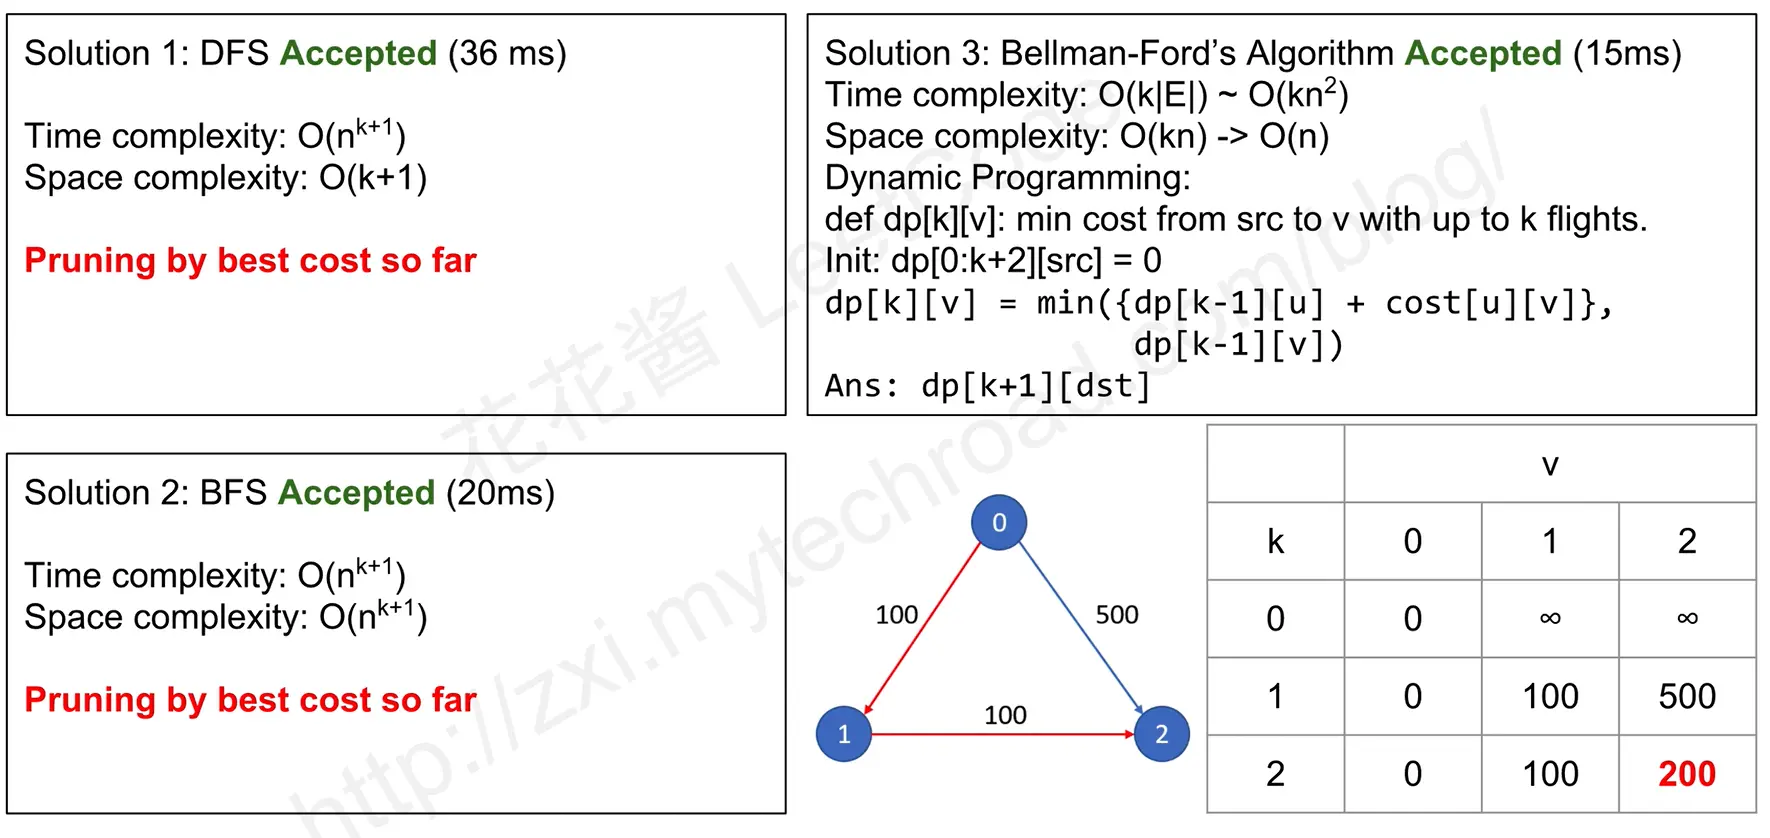 Solution 1: DFS Accepted (36 ms)
Time complexity: O(nᵏ⁺¹)
Space complexity: O(k+1)
Pruning by best cost so far
Solution 3: Bellman-Ford’s Algorithm Accepted (15ms)
Time complexity: O(k|E|) ~ O(kn²)
Space complexity: O(kn) -> O(n)
Dynamic Programming:
def dp[k][v]: min cost from src to v with up to k flights.
Init: dp[0:k+2][src] = 0
dp[k][v] = min({dp[k-1][u] + cost[u][v]},
dp[k-1][v])
Ans: dp[k+1][dst]
Solution 2: BFS Accepted (20ms)
Time complexity: O(nᵏ⁺¹)
Space complexity: O(nᵏ⁺¹)
Pruning by best cost so far
0
100
500
1
100
2
v
k 0 1 2
0 0 ∞ ∞
1 0 100 500
2 0 100 200
花花酱 LeetCode
http://zxi.mytechroad.com/blog/